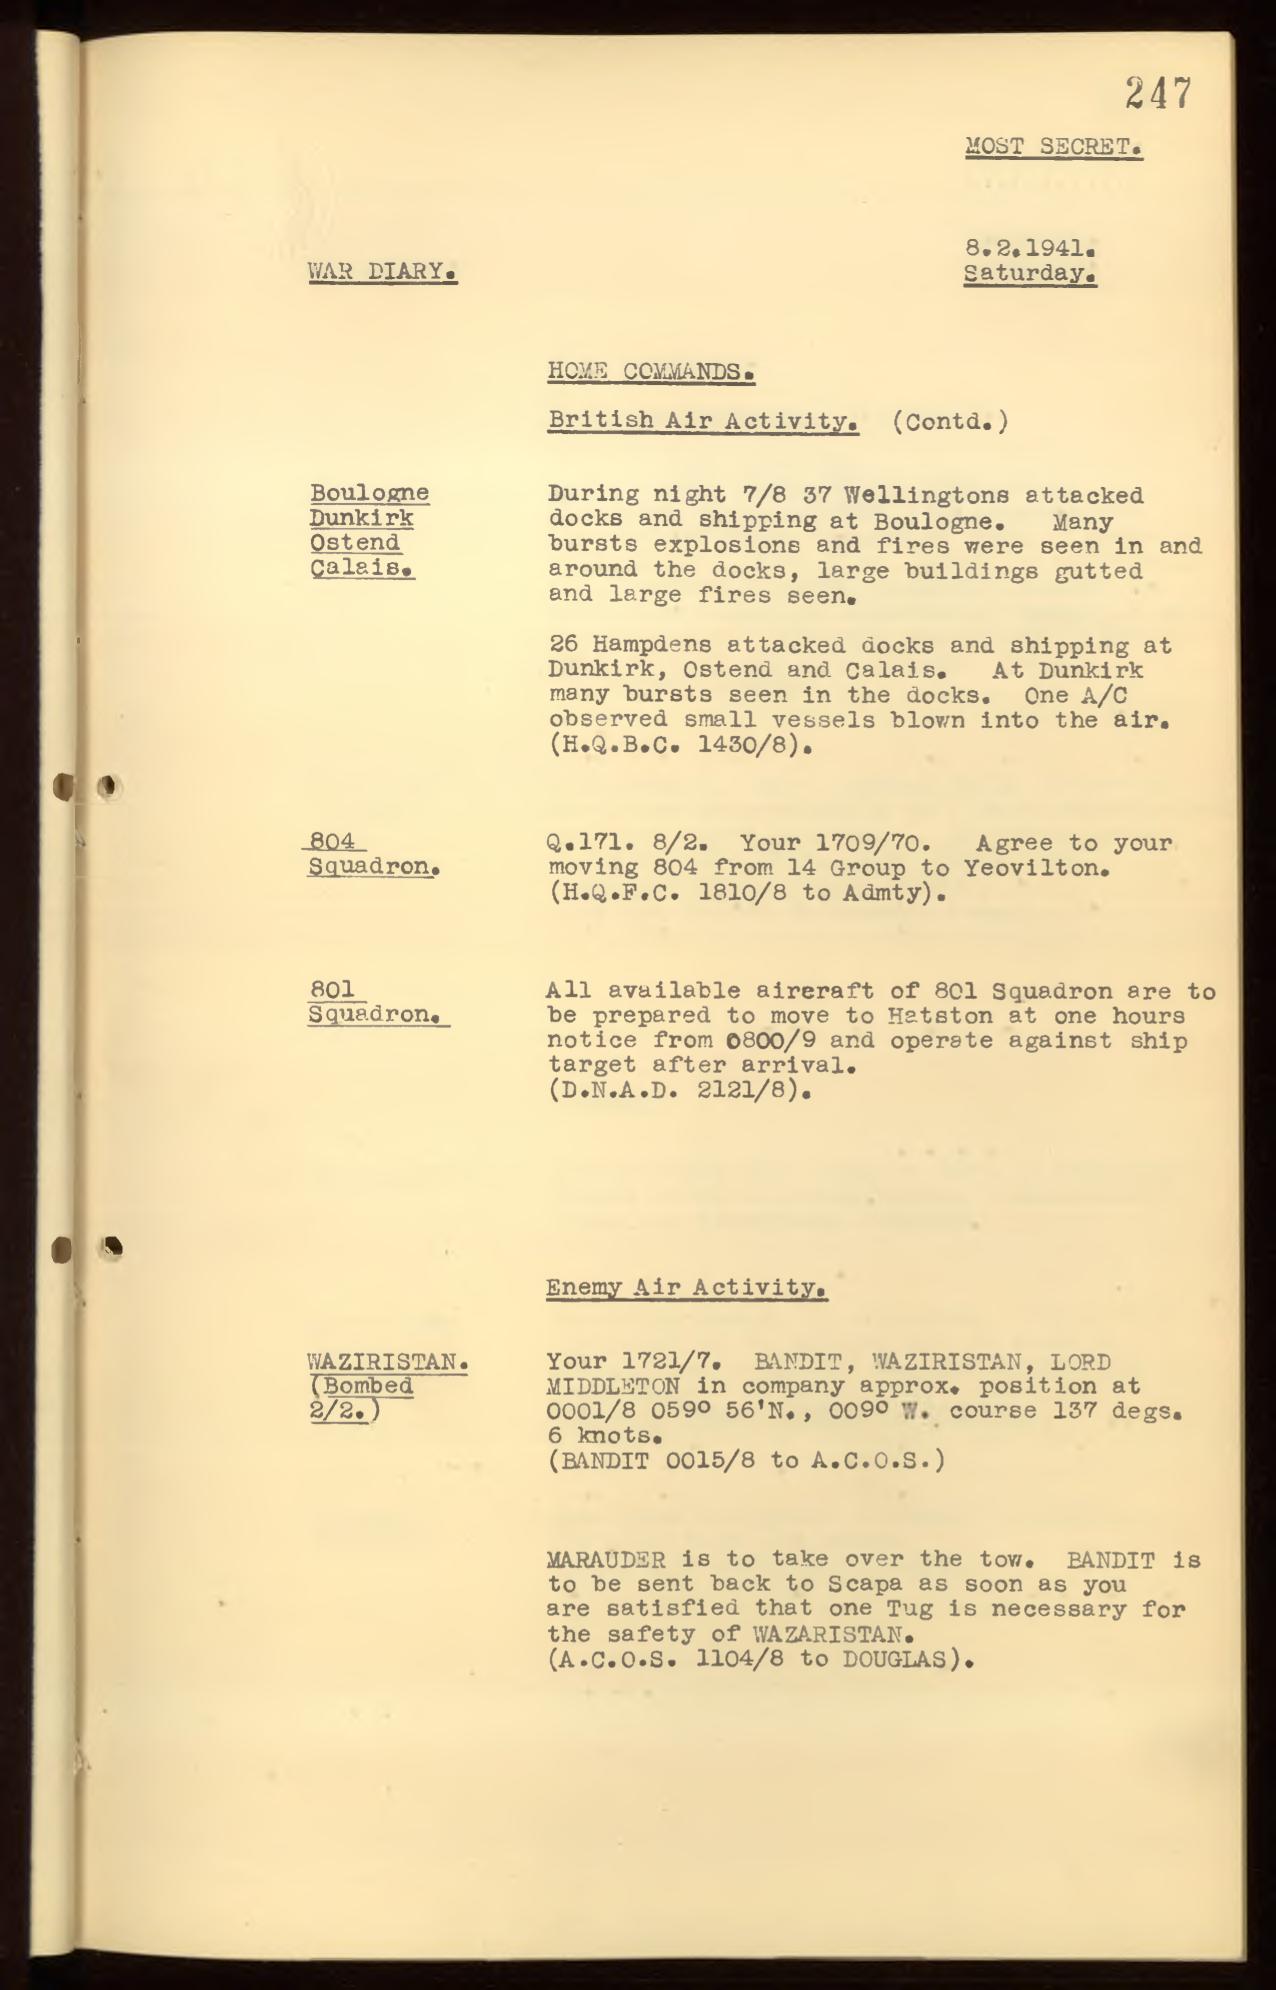 247
MOST SECRET.
8.2.1941.
WAR DIARY.
Saturday.
HOME COMMANDS.
British Air Activity. (Contd.)
Boulogne
Dunkirk
Ostend
Calais.
During night 7/8 37 Wellingtons attacked
docks and shipping at Boulogne. Many
bursts explosions and fires were seen in and
around the docks, large buildings gutted
and large fires seen.
26 Hampdens attacked docks and shipping at
Dunkirk, Ostend and Calais. At Dunkirk
many bursts seen in the docks. One A/C
observed small vessels blown into the air.
(H.Q.B.C. 1430/8).
804
Squadron.
Q.171. 8/2. Your 1709/70. Agree to your
moving 804 from 14 Group to Yeovilton.
(H.Q.F.C. 1810/8 to Admty).
801
Squadron.
All available aircraft of 801 Squadron are to
be prepared to move to Hatston at one hours
notice from 0800/9 and operate against ship
target after arrival.
(D.N.A.D. 2121/8).
Enemy Air Activity.
WAZIRISTAN.
(Bombed
2/2.)
Your 1721/7. BANDIT, WAZIRISTAN, LORD
MIDDLETON in company approx. position at
0001/8 059º 56'N., 009º W. course 137 degs.
6 knots.
(BANDIT 0015/8 to A.C.O.S.)
MARAUDER is to take over the tow. BANDIT is
to be sent back to Scapa as soon as you
are satisfied that one Tug is necessary for
the safety of WAZARISTAN.
(A.C.O.S. 1104/8 to DOUGLAS).